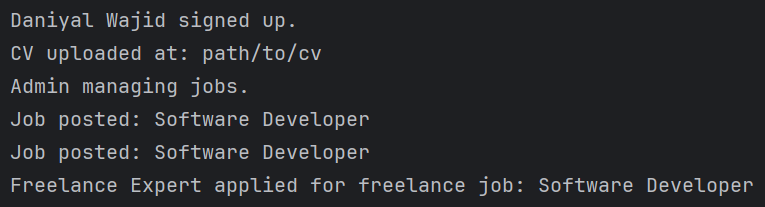 Daniyal Wajid signed up.
CV uploaded at: path/to/cv
Admin managing jobs.
Job posted: Software Developer
Job posted: Software Developer
Freelance Expert applied for freelance job: Software Developer